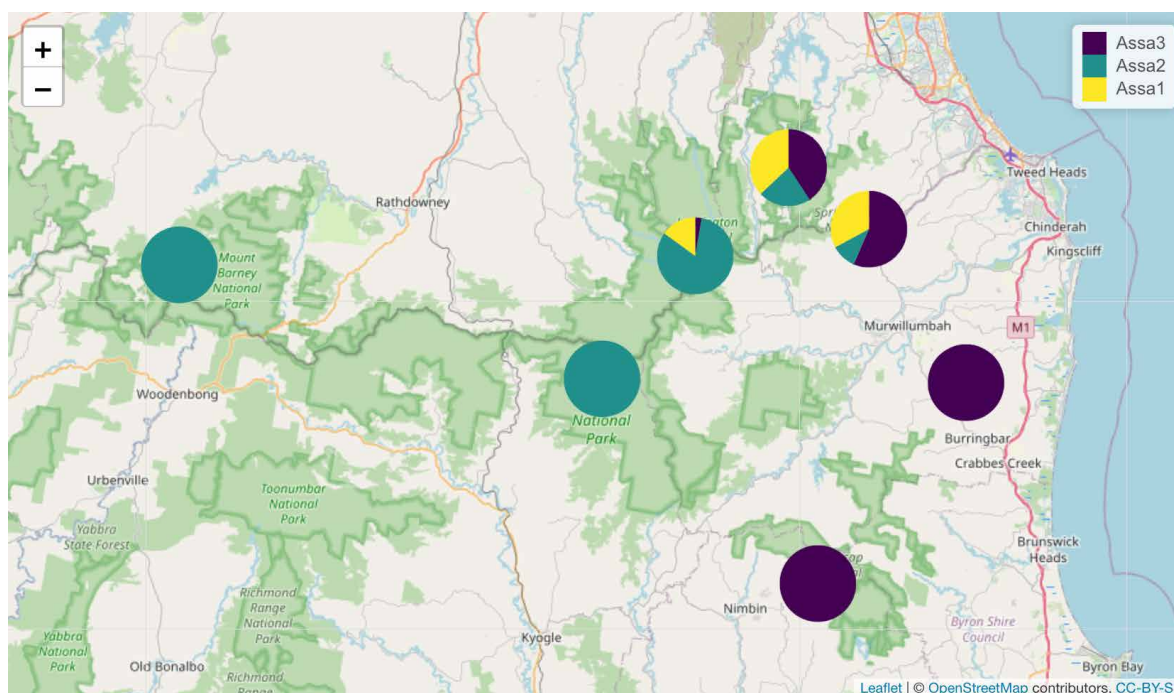 +
−
Assa3
Assa2
Assa1
Tweed Heads
Rathdowney
Chinderah
Kingscliff
Mount
Barney
National
Park
Murwillumbah
M1
Woodenbong
National
Park
Burringbar
Crabbes Creek
Urbenville
Toonumbar
National
Park
Yabbra
State Forest
Brunswick
Heads
Richmond
Range
National
Park
Nimbin
Byron Shire
Council
Kyogle
Yabbra
National
Park
Old Bonalbo
Byron Bay
Leaflet | © OpenStreetMap contributors, CC-BY-S